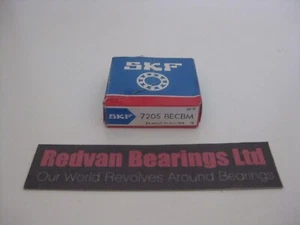 SKF
SKF 7205 BECBM
Redvan Bearings Ltd
Our World Revolves Around Bearings